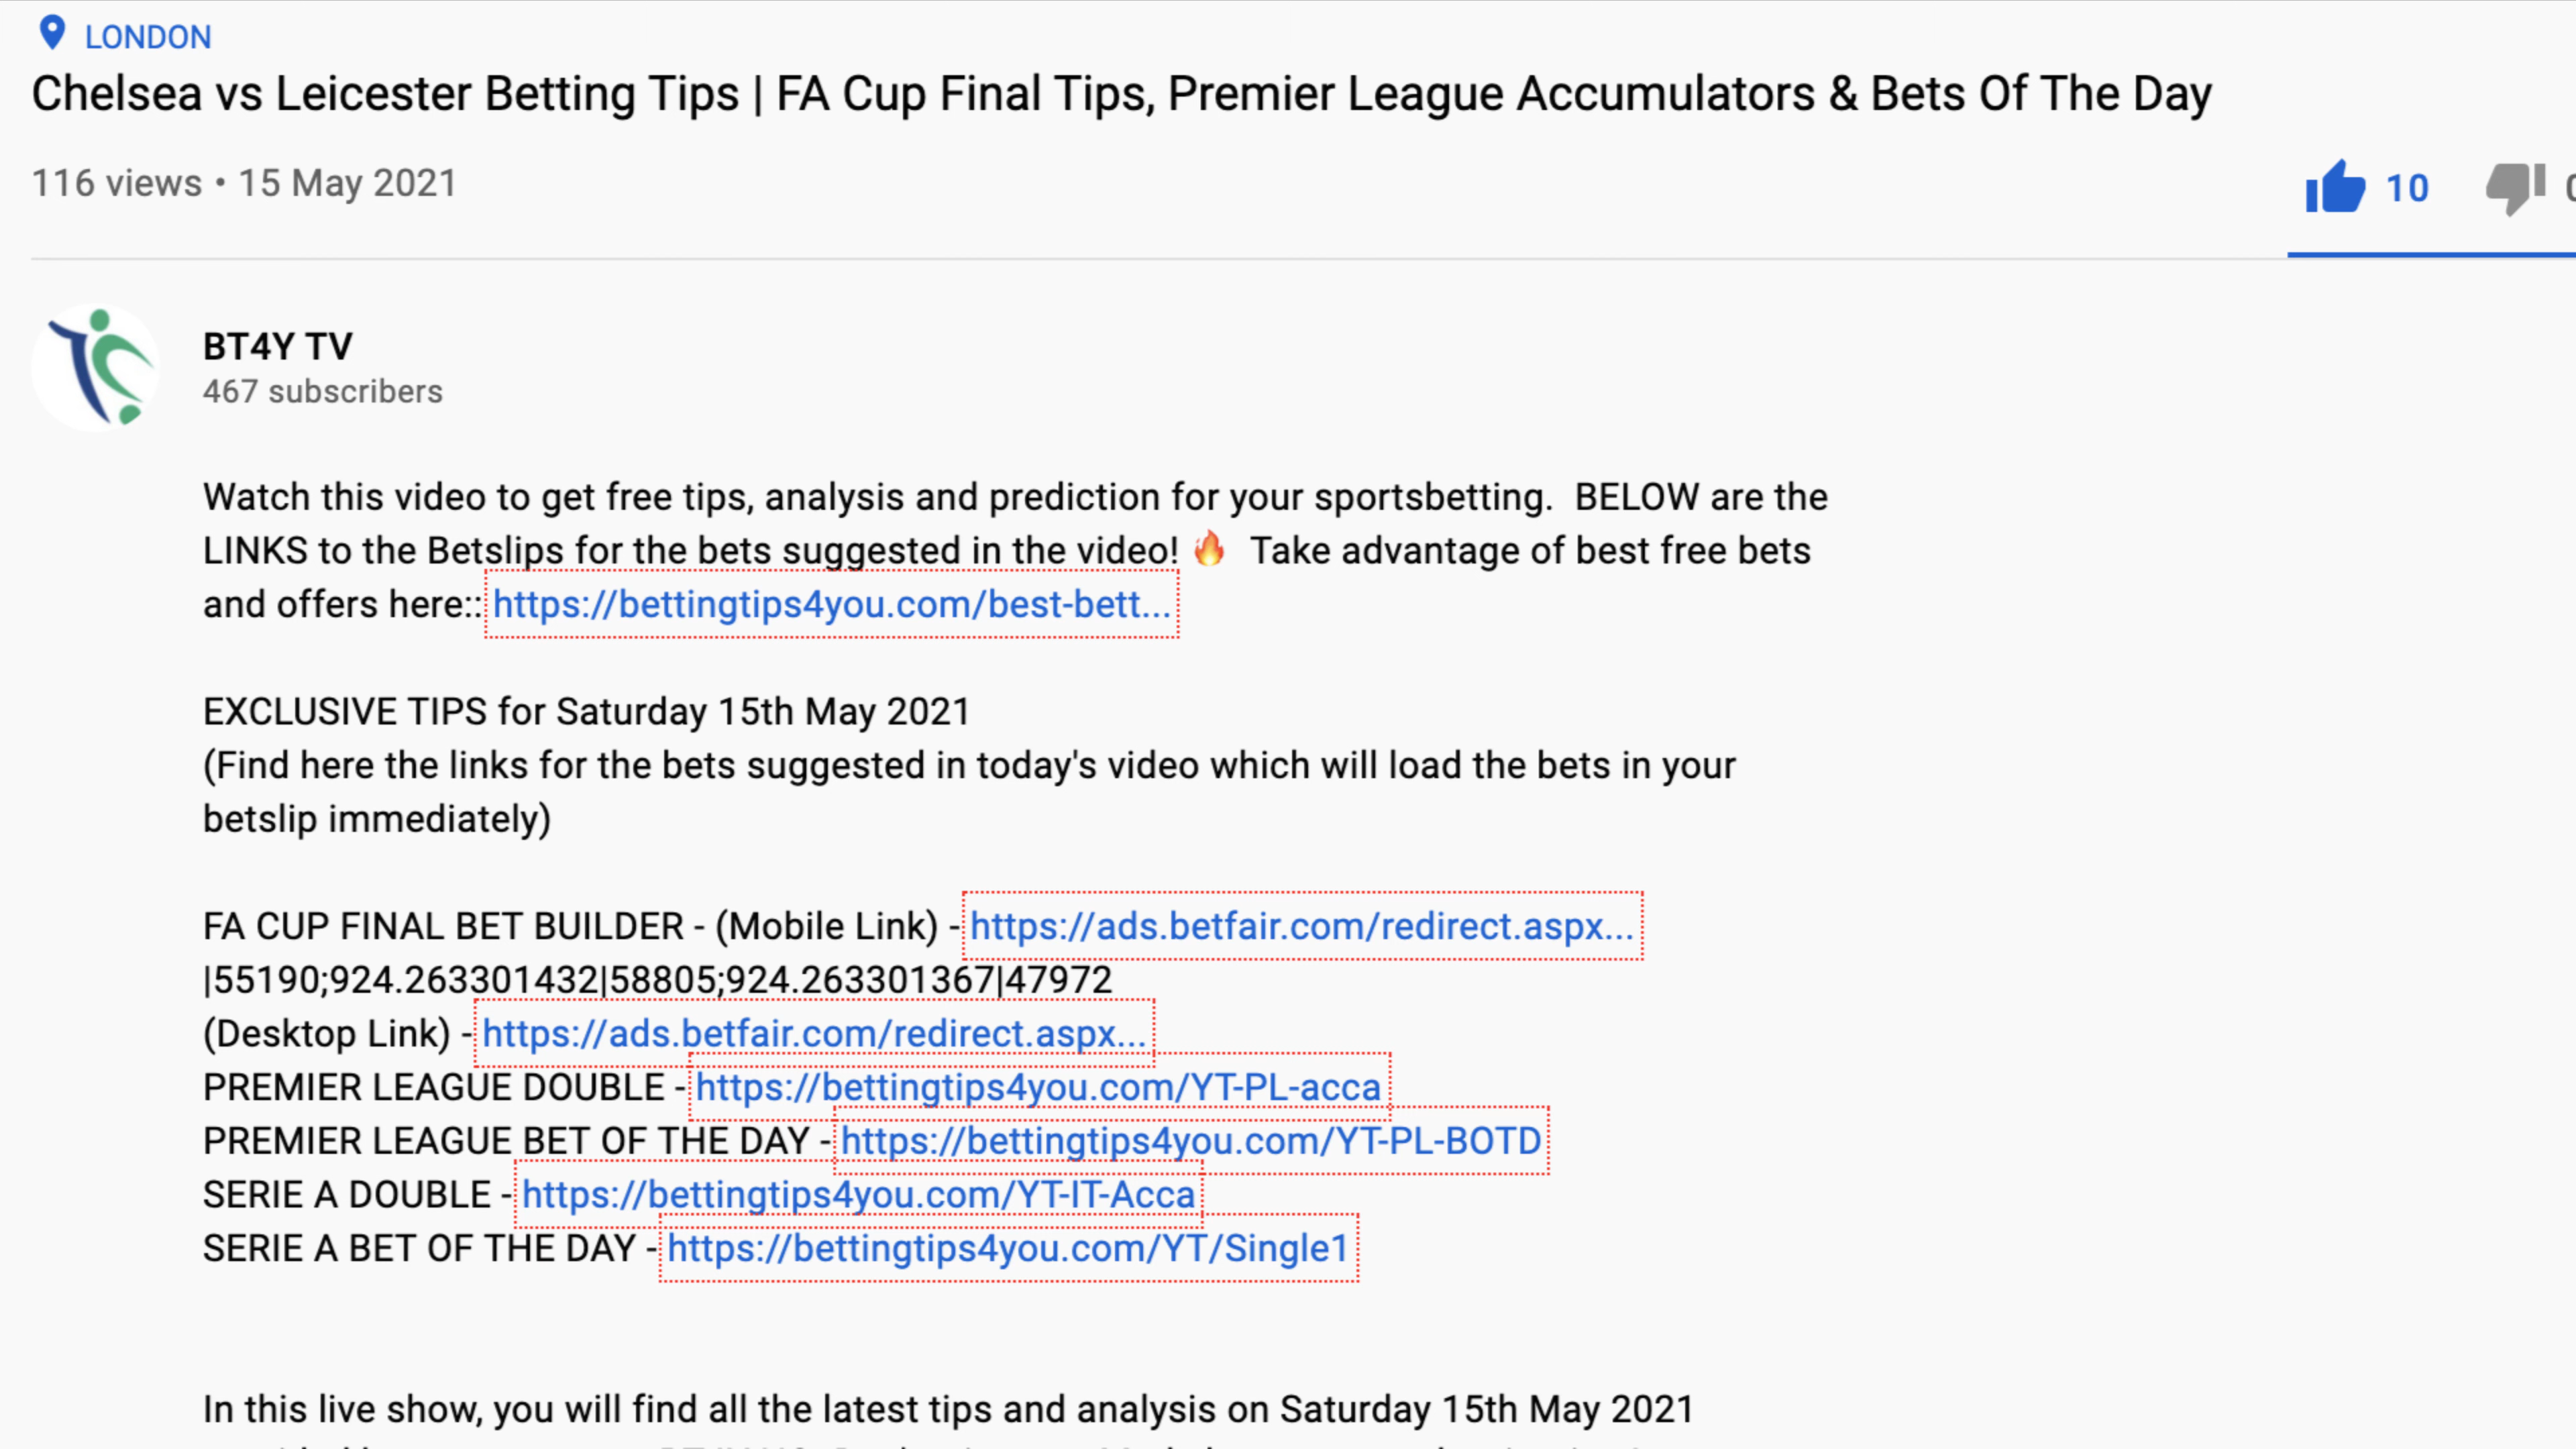 LONDON
Chelsea vs Leicester Betting Tips | FA Cup Final Tips, Premier League Accumulators & Bets Of The Day
116 views • 15 May 2021
10
BT4Y TV
467 subscribers
Watch this video to get free tips, analysis and prediction for your sportsbetting.  BELOW are the
LINKS to the Betslips for the bets suggested in the video! 🔥  Take advantage of best free bets
and offers here:: https://bettingtips4you.com/best-bett...
EXCLUSIVE TIPS for Saturday 15th May 2021
(Find here the links for the bets suggested in today's video which will load the bets in your
betslip immediately)
FA CUP FINAL BET BUILDER - (Mobile Link) - https://ads.betfair.com/redirect.aspx...
|55190;924.263301432|58805;924.263301367|47972
(Desktop Link) - https://ads.betfair.com/redirect.aspx...
PREMIER LEAGUE DOUBLE - https://bettingtips4you.com/YT-PL-acca
PREMIER LEAGUE BET OF THE DAY - https://bettingtips4you.com/YT-PL-BOTD
SERIE A DOUBLE - https://bettingtips4you.com/YT-IT-Acca
SERIE A BET OF THE DAY - https://bettingtips4you.com/YT/Single1
In this live show, you will find all the latest tips and analysis on Saturday 15th May 2021